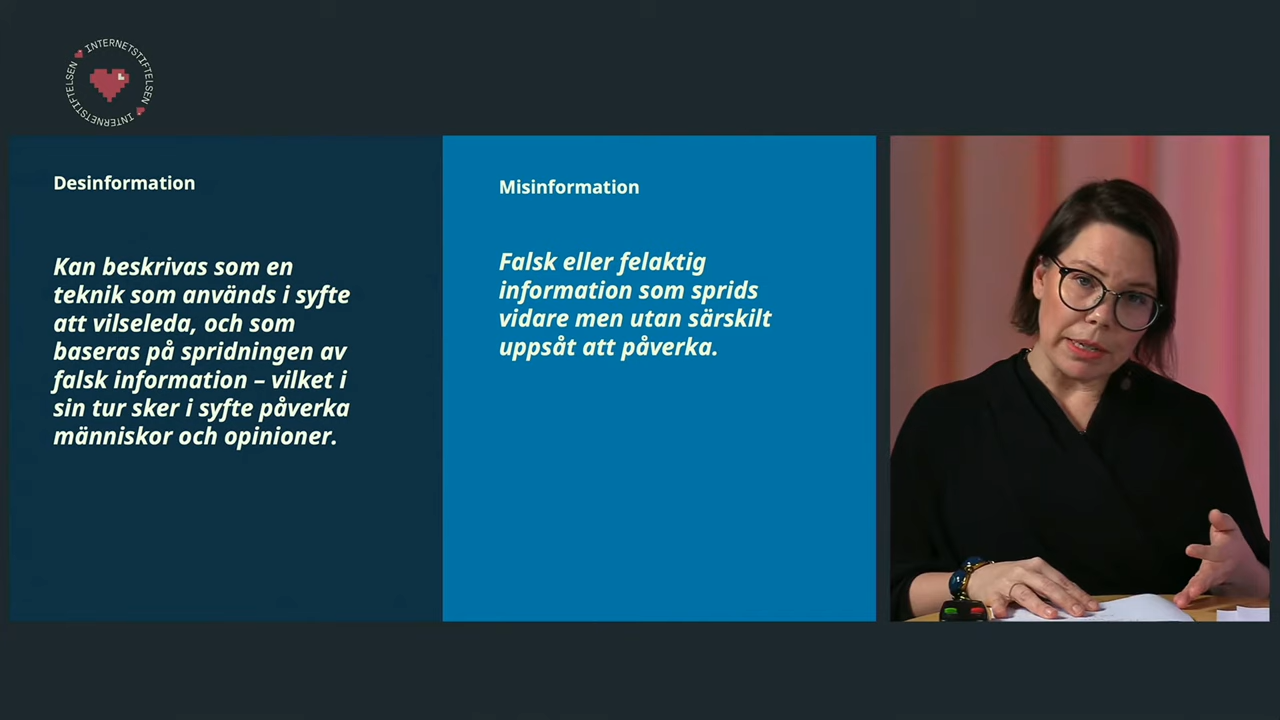 INTERNETSTIFTELSEN
INTERNETSTIFTELSEN
Desinformation
Kan beskrivas som en
teknik som används i syfte
att vilseleda, och som
baseras på spridningen av
falsk information – vilket i
sin tur sker i syfte påverka
människor och opinioner.
Misinformation
Falsk eller felaktig
information som sprids
vidare men utan särskilt
uppsåt att påverka.